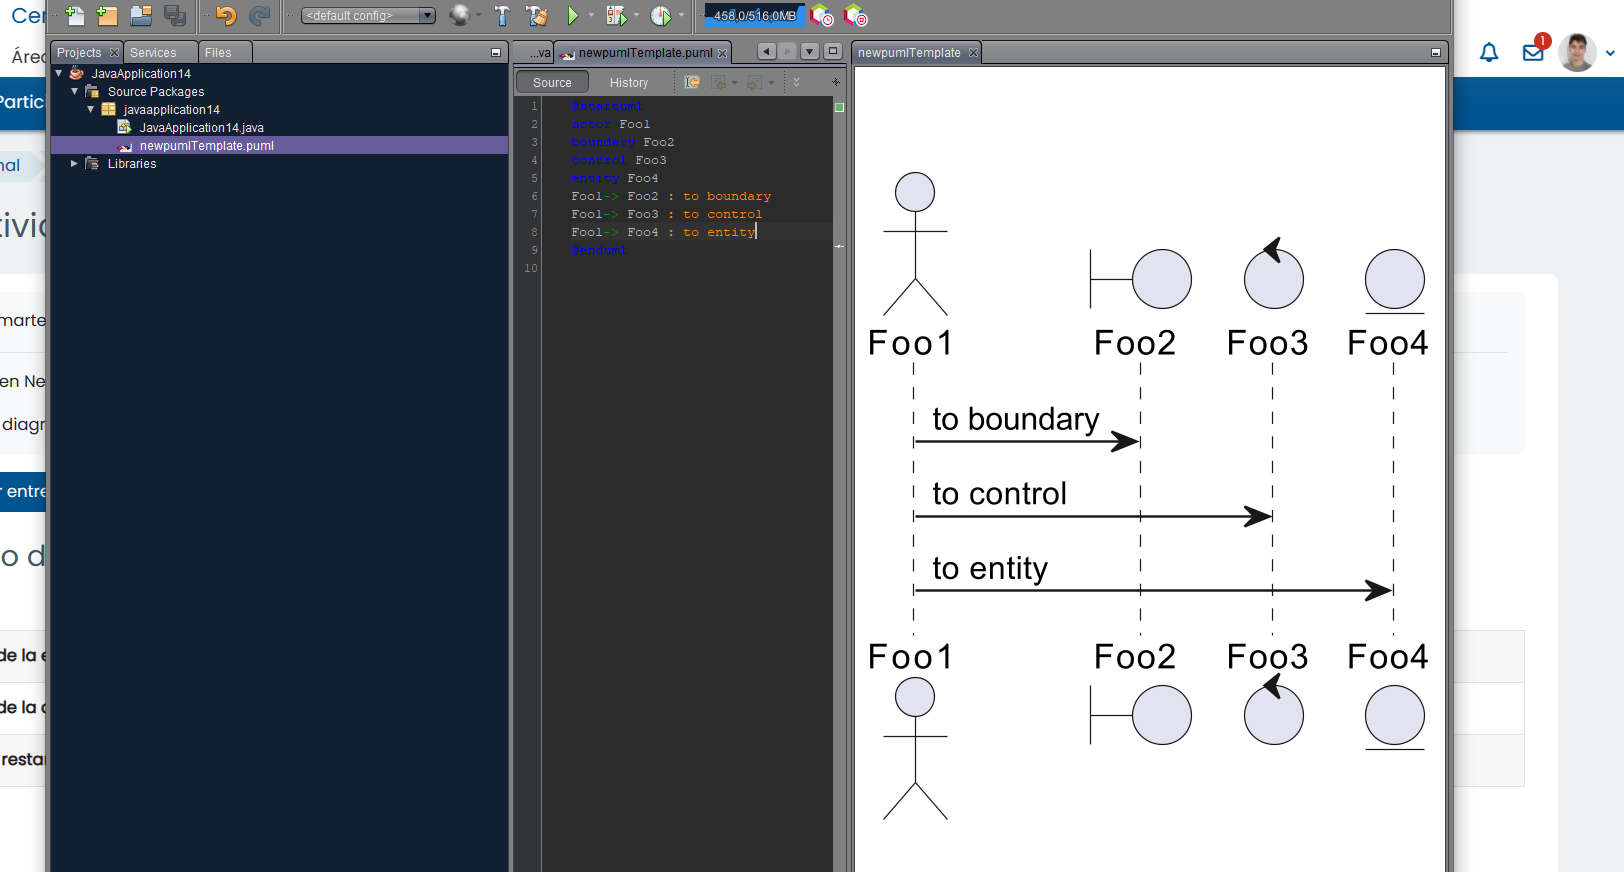 Cer
Área
Partici
nal
tivid
marte
en Ne
diagr
r entre
o d
de la e
de la c
resta
1
<default config>
458,0/516,0MB
Projects
Services
Files
JavaApplication14
Source Packages
javaapplication14
JavaApplication14.java
newpumlTemplate.puml
Libraries
...va
newpumlTemplate.puml
Source
History
1 @startuml
2 Actor Foo1
3 boundary Foo2
4 control Foo3
5 entity Foo4
6 Foo1-> Foo2 : to boundary
7 Foo1-> Foo3 : to control
8 Foo1-> Foo4 : to entity
9 @enduml
10
newpumlTemplate
Foo1 Foo2 Foo3 Foo4
to boundary
to control
to entity
Foo1 Foo2 Foo3 Foo4